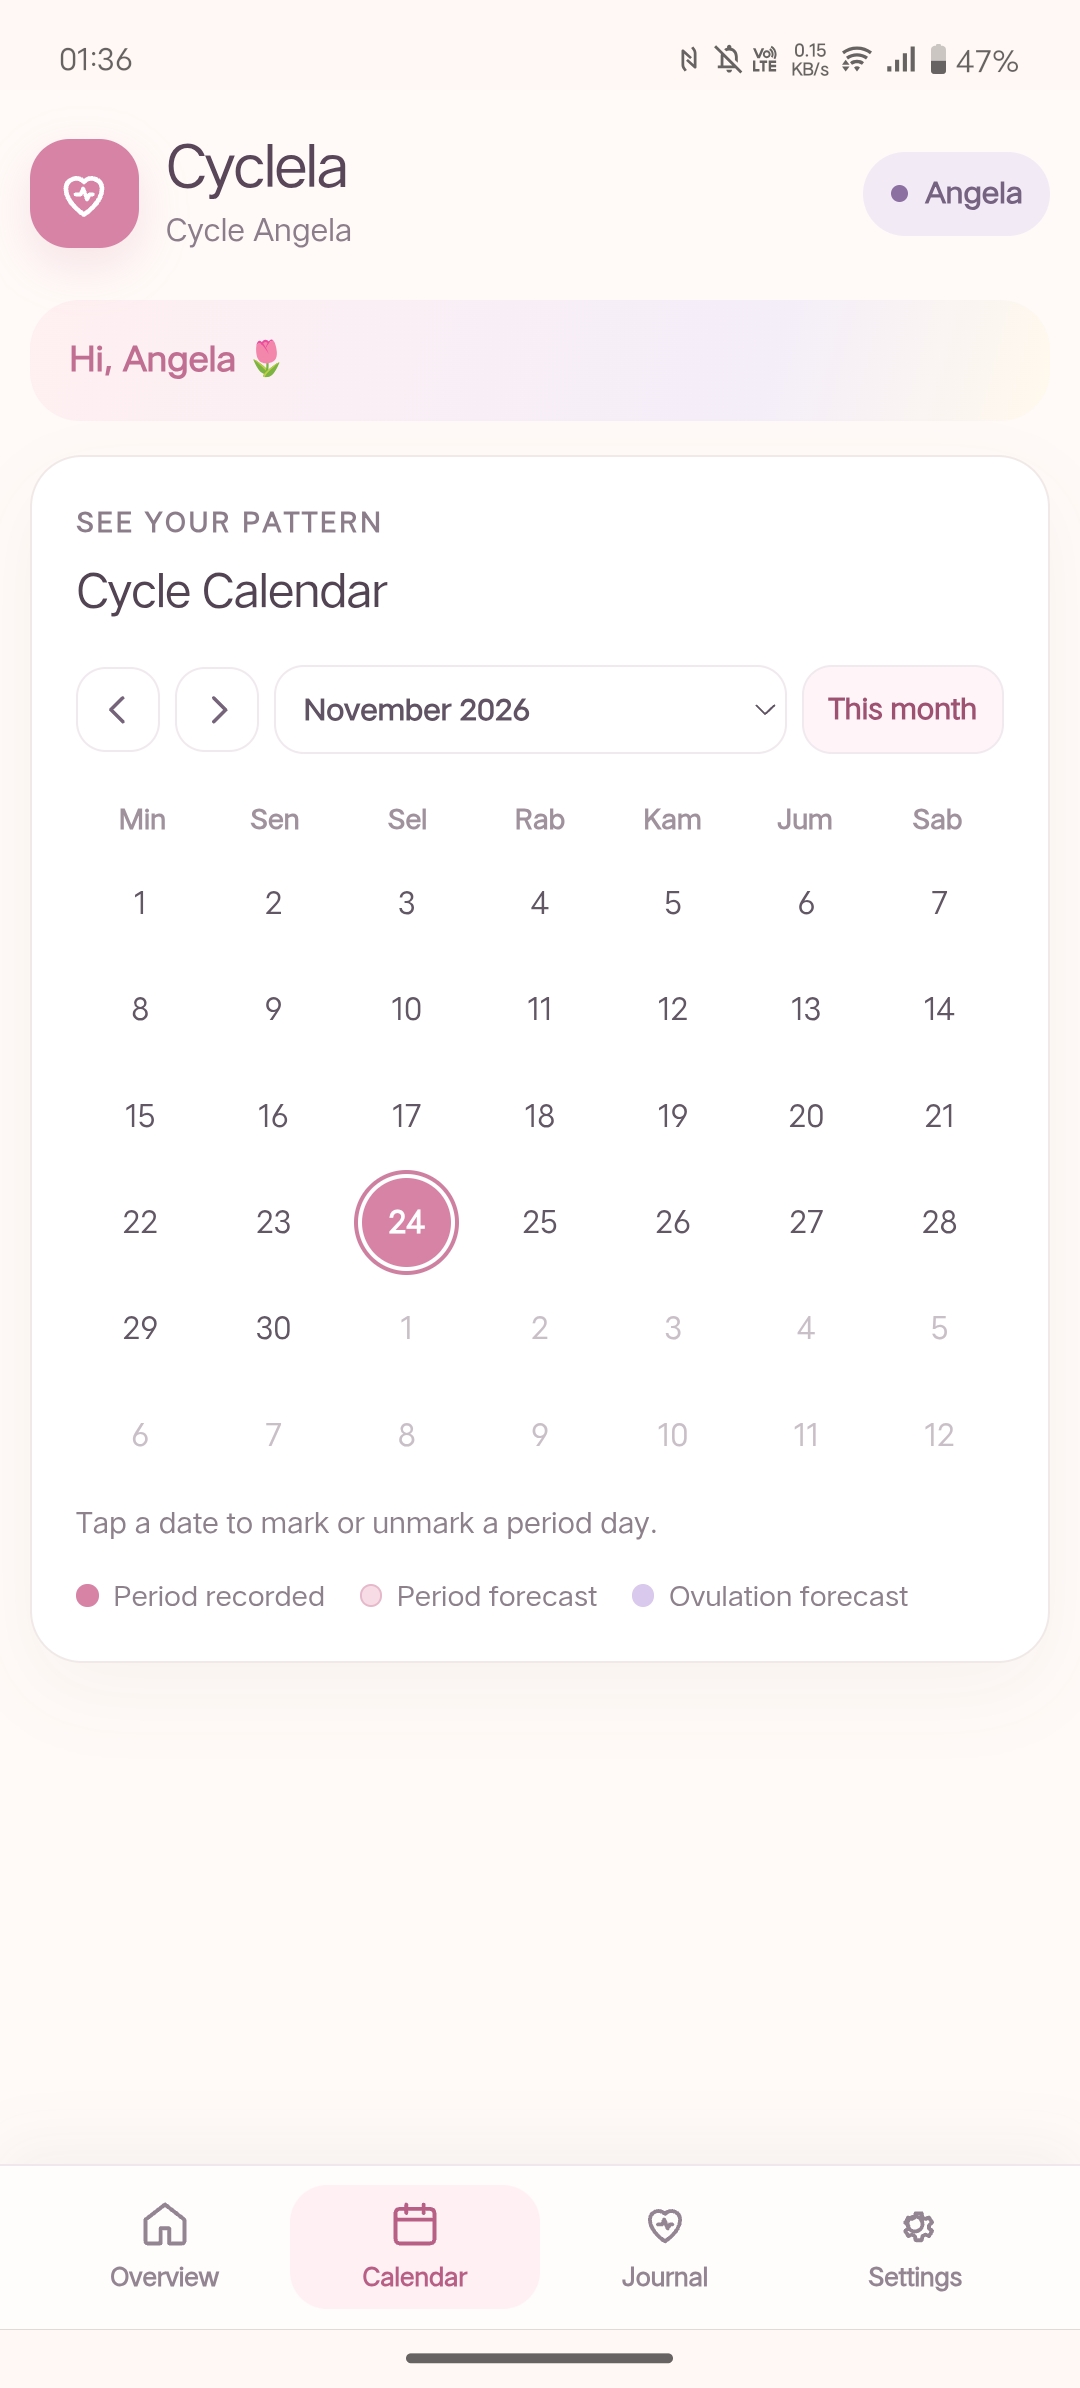 01:36
Vo)) LTE 0.15 KB/s 47%
Cyclela
Cycle Angela
Angela
Hi, Angela 🌷
SEE YOUR PATTERN
Cycle Calendar
November 2026
This month
Min Sen Sel Rab Kam Jum Sab
1 2 3 4 5 6 7
8 9 10 11 12 13 14
15 16 17 18 19 20 21
22 23 24 25 26 27 28
29 30 1 2 3 4 5
6 7 8 9 10 11 12
Tap a date to mark or unmark a period day.
Period recorded Period forecast Ovulation forecast
Overview Calendar Journal Settings